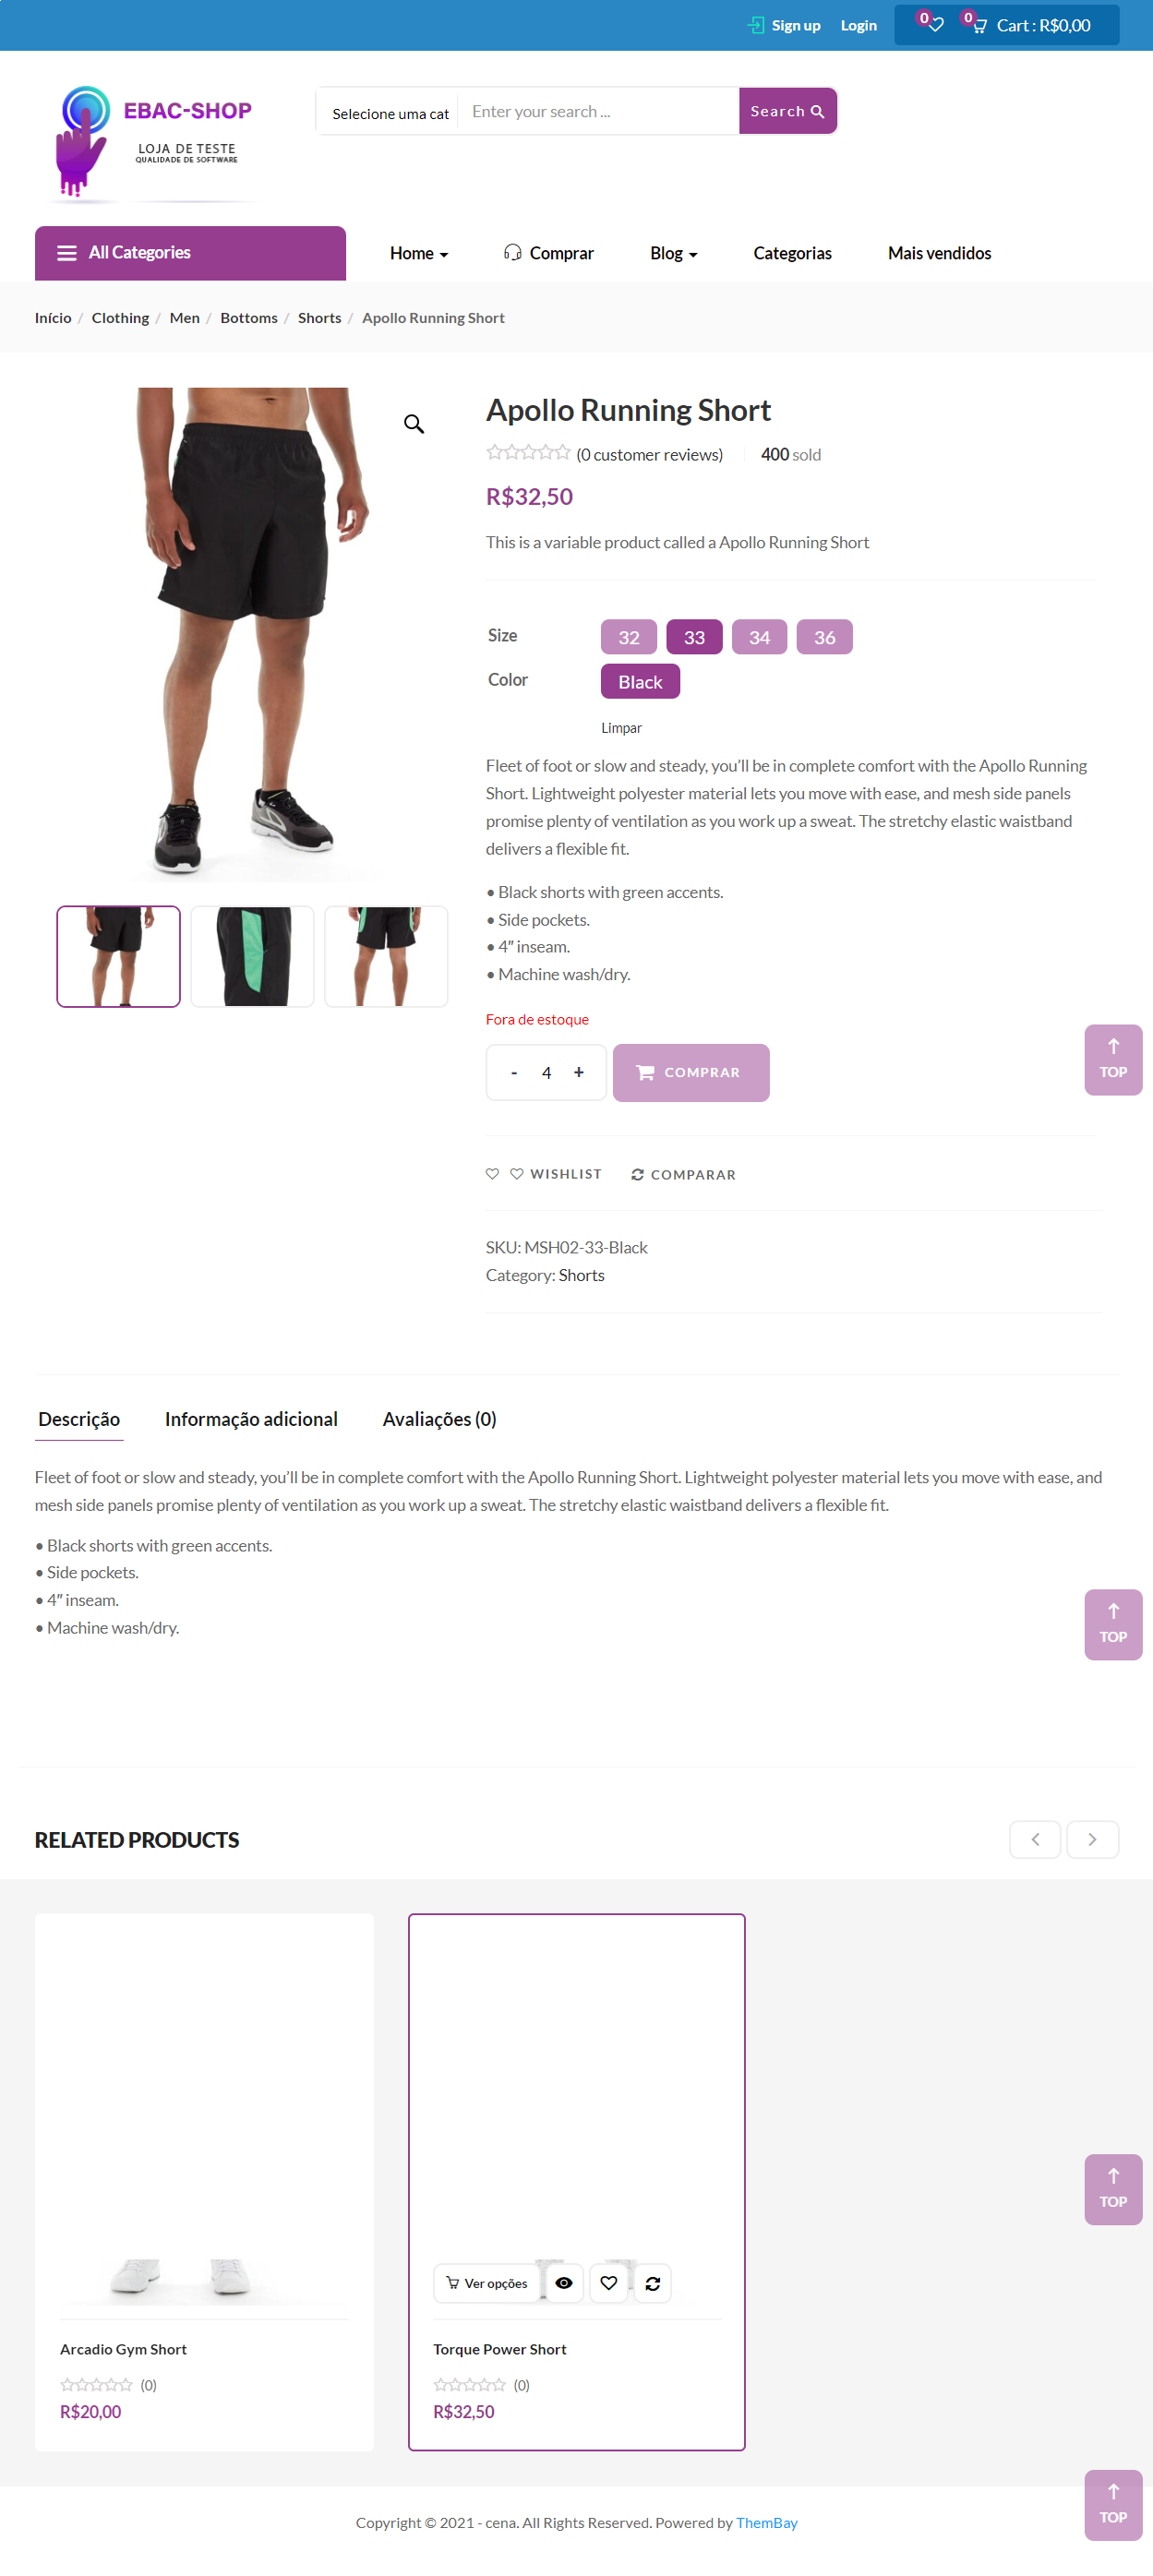 Sign up Login 0 0 Cart : R$0,00
EBAC-SHOP
LOJA DE TESTE
QUALIDADE DE SOFTWARE
Selecione uma cat Enter your search ... Search
All Categories Home Comprar Blog Categorias Mais vendidos
Início / Clothing / Men / Bottoms / Shorts / Apollo Running Short
Apollo Running Short
(0 customer reviews) 400 sold
R$32,50
This is a variable product called a Apollo Running Short
Size 32 33 34 36
Color Black
Limpar
Fleet of foot or slow and steady, you’ll be in complete comfort with the Apollo Running
Short. Lightweight polyester material lets you move with ease, and mesh side panels
promise plenty of ventilation as you work up a sweat. The stretchy elastic waistband
delivers a flexible fit.
• Black shorts with green accents.
• Side pockets.
• 4″ inseam.
• Machine wash/dry.
Fora de estoque
- 4 + COMPRAR
TOP
WISHLIST COMPARAR
SKU: MSH02-33-Black
Category: Shorts
Descrição Informação adicional Avaliações (0)
Fleet of foot or slow and steady, you’ll be in complete comfort with the Apollo Running Short. Lightweight polyester material lets you move with ease, and
mesh side panels promise plenty of ventilation as you work up a sweat. The stretchy elastic waistband delivers a flexible fit.
• Black shorts with green accents.
• Side pockets.
• 4″ inseam.
• Machine wash/dry.
TOP
RELATED PRODUCTS
TOP
Ver opções
Arcadio Gym Short
(0)
R$20,00
Torque Power Short
(0)
R$32,50
TOP
Copyright © 2021 - cena. All Rights Reserved. Powered by ThemBay